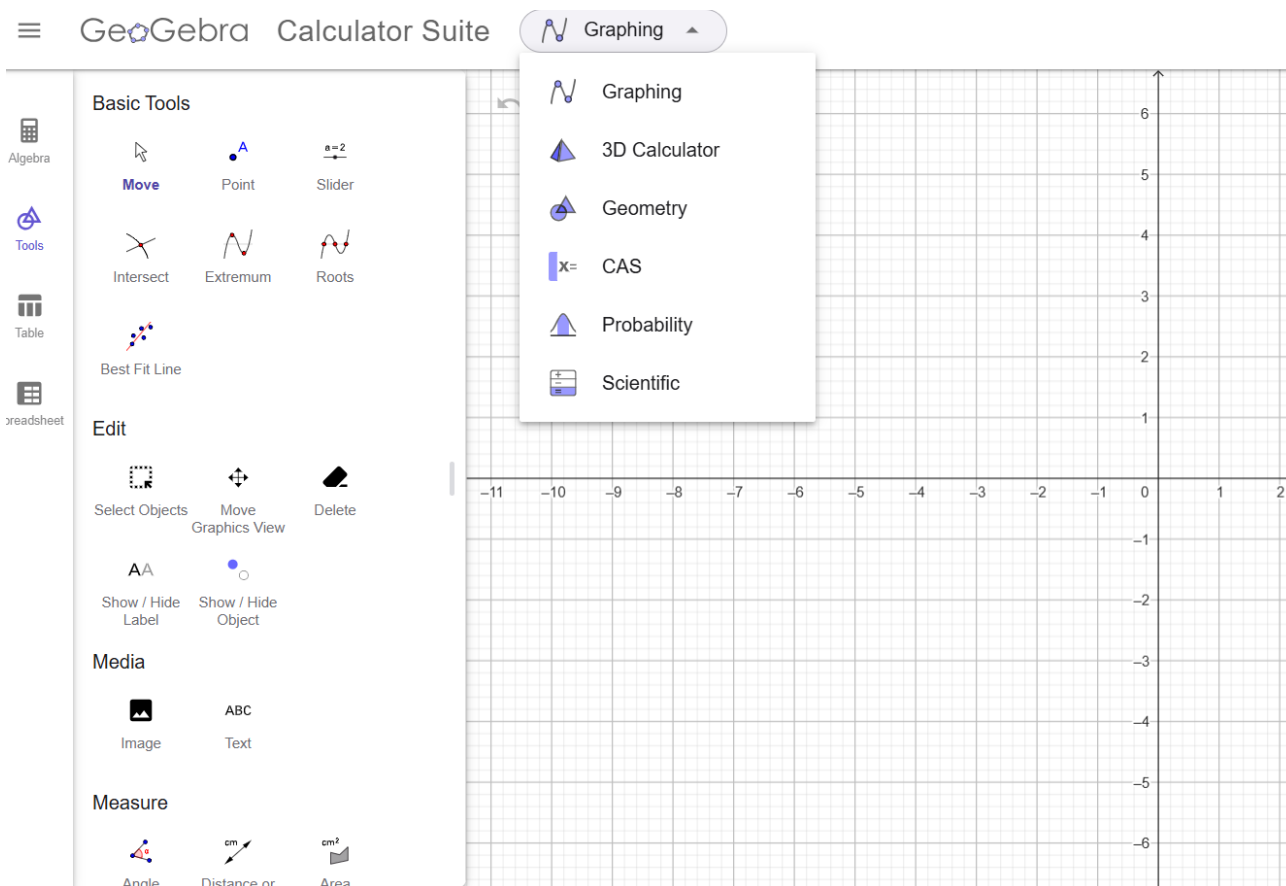 GeoGebra Calculator Suite Graphing
Graphing
3D Calculator
Geometry
CAS
Probability
Scientific
Algebra
Tools
Table
preadsheet
Basic Tools
A a=2
Move Point Slider
Intersect Extremum Roots
Best Fit Line
Edit
Select Objects Move Graphics View Delete
AA
Show / Hide Label Show / Hide Object
Media
ABC
Image Text
Measure
α cm cm²
Angle Distance or Area
6
5
4
3
2
1
–11 –10 –9 –8 –7 –6 –5 –4 –3 –2 –1 0 1 2
–1
–2
–3
–4
–5
–6